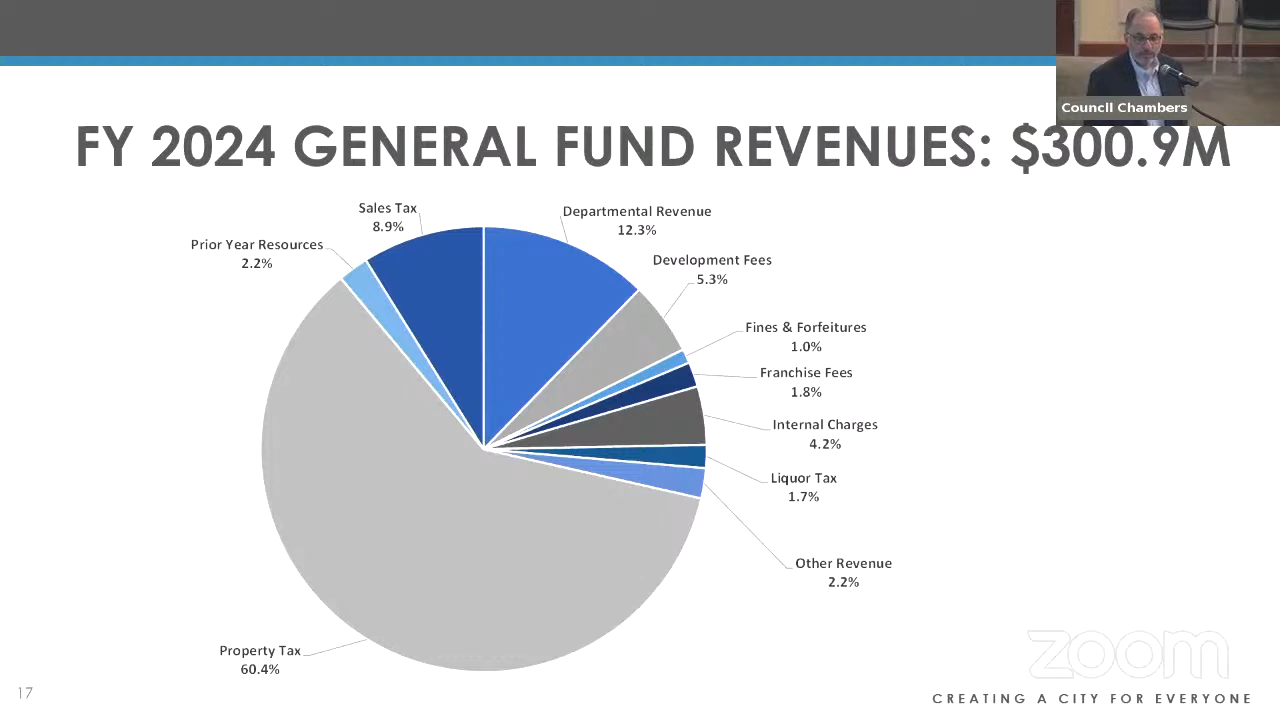 Council Chambers
FY 2024 GENERAL FUND REVENUES: $300.9M
Sales Tax
8.9%
Departmental Revenue
12.3%
Prior Year Resources
2.2%
Development Fees
5.3%
Fines & Forfeitures
1.0%
Franchise Fees
1.8%
Internal Charges
4.2%
Liquor Tax
1.7%
Other Revenue
2.2%
Property Tax
60.4%
zoom
17
CREATING A CITY FOR EVERYONE